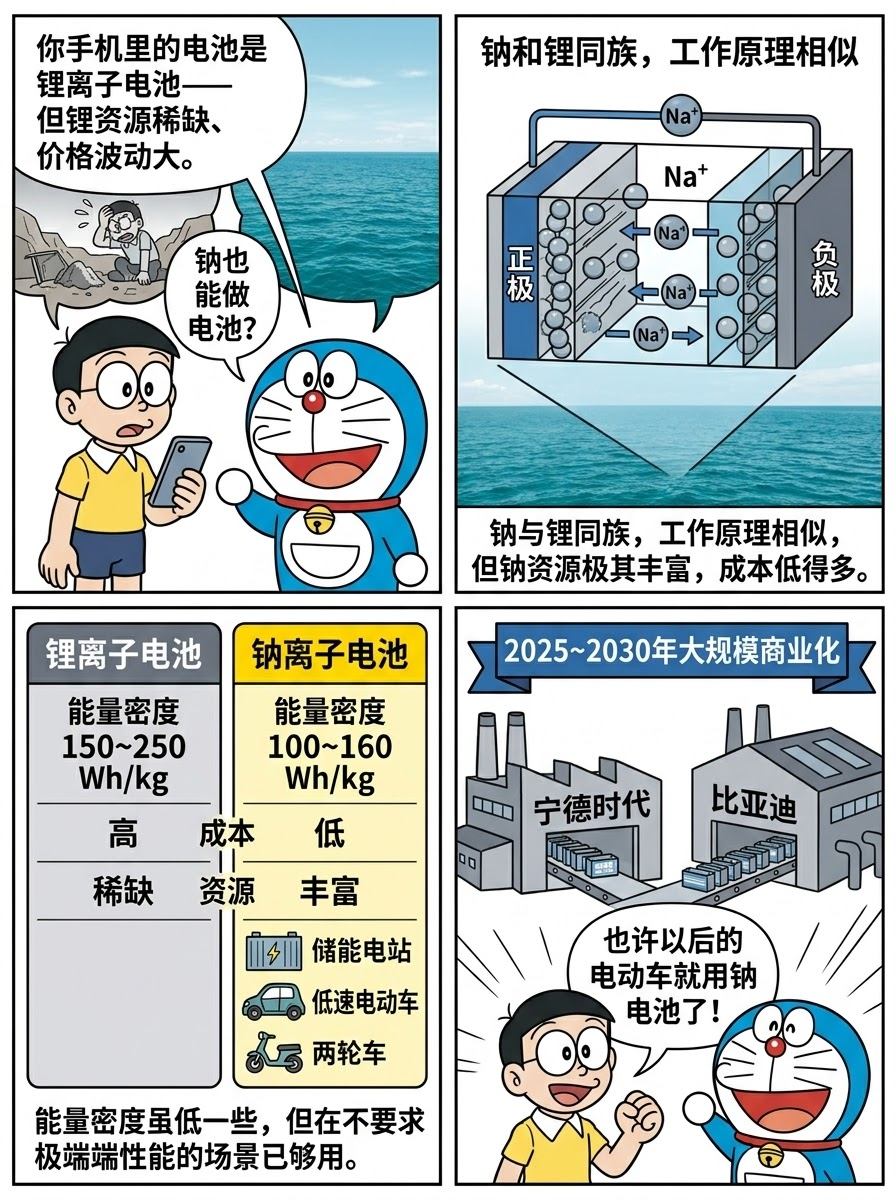 你手机里的电池是
锂离子电池——
但锂资源稀缺、
价格波动大。
钠也
能做
电池?
钠和锂同族，工作原理相似
Na⁺
Na⁺
Na⁺
Na⁺
Na⁺
正极
负极
钠与锂同族，工作原理相似，
但钠资源极其丰富，成本低得多。
锂离子电池
能量密度
150~250
Wh/kg
钠离子电池
能量密度
100~160
Wh/kg
高 成本 低
稀缺 资源 丰富
储能电站
低速电动车
两轮车
能量密度虽低一些，但在不要求
极端端性能的场景已够用。
2025~2030年大规模商业化
宁德时代
比亚迪
也许以后的
电动车就用钠
电池了！